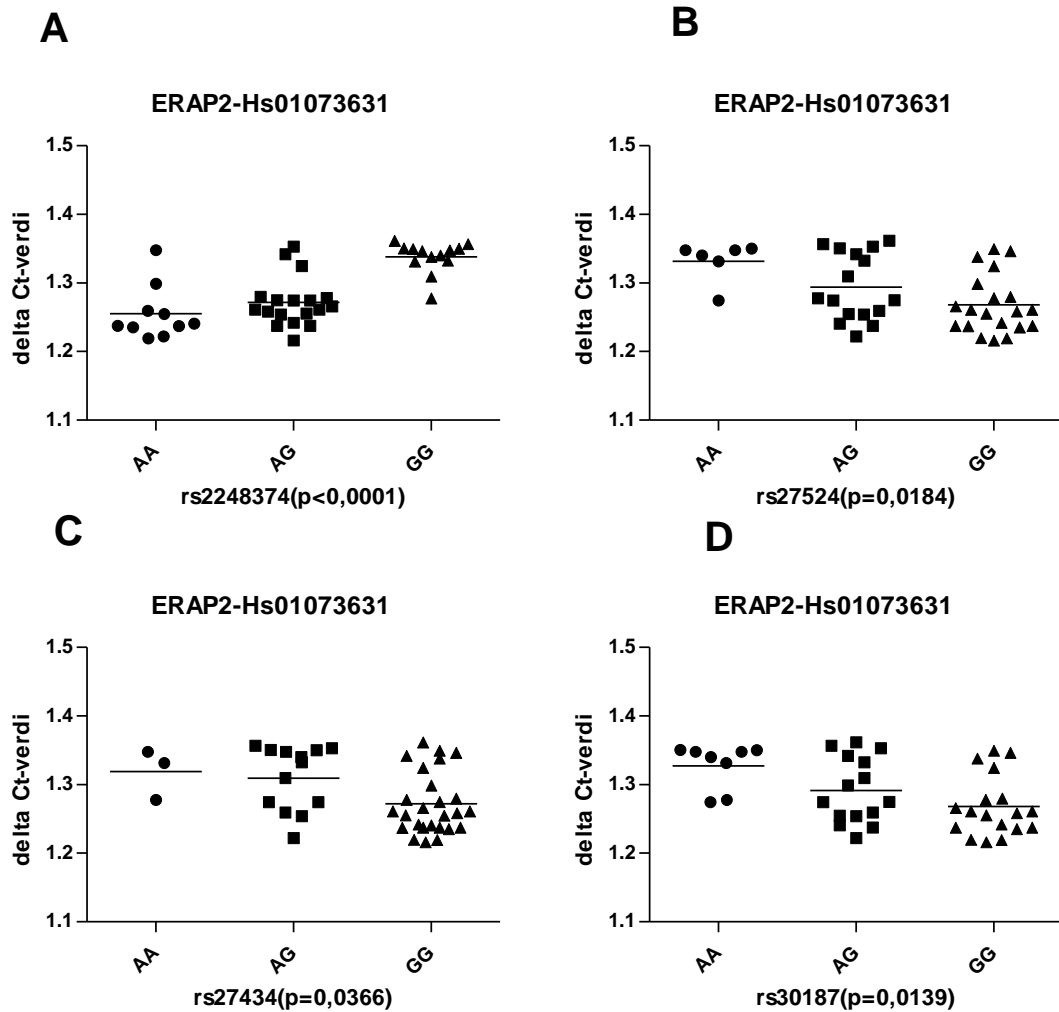 A
ERAP2-Hs01073631
delta Ct-verdi
1.5
1.4
1.3
1.2
1.1
AA
AG
GG
rs2248374(p<0,0001)
B
ERAP2-Hs01073631
delta Ct-verdi
1.5
1.4
1.3
1.2
1.1
AA
AG
GG
rs27524(p=0,0184)
C
ERAP2-Hs01073631
delta Ct-verdi
1.5
1.4
1.3
1.2
1.1
AA
AG
GG
rs27434(p=0,0366)
D
ERAP2-Hs01073631
delta Ct-verdi
1.5
1.4
1.3
1.2
1.1
AA
AG
GG
rs30187(p=0,0139)